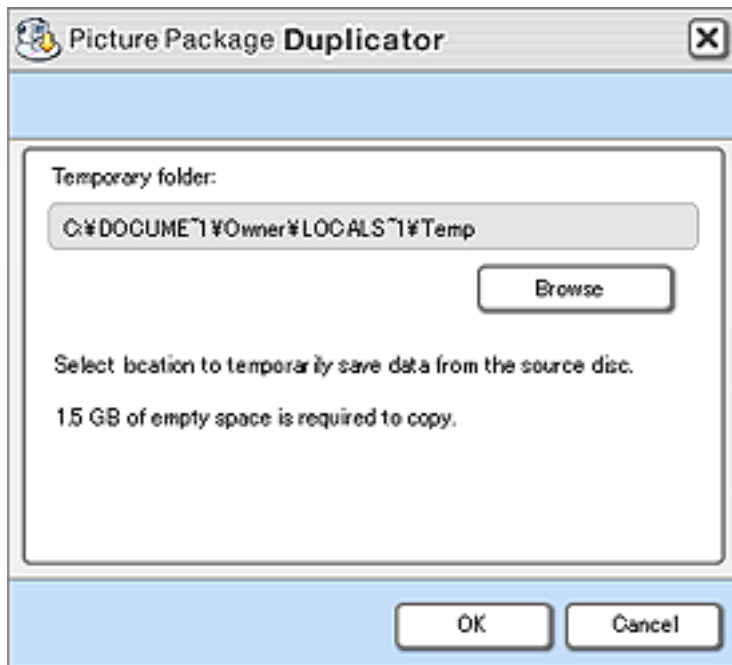 Picture Package Duplicator
Temporary folder:
C:¥DOCUME~1¥Owner¥LOCALS~1¥Temp
Browse
Select location to temporarily save data from the source disc.
1.5 GB of empty space is required to copy.
OK
Cancel